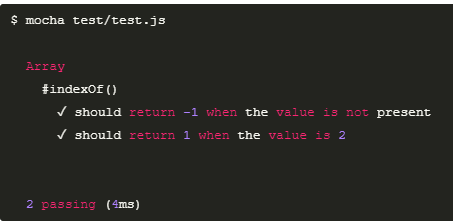 $ mocha test/test.js
Array
#indexOf()
✓ should return -1 when the value is not present
✓ should return 1 when the value is 2
2 passing (4ms)